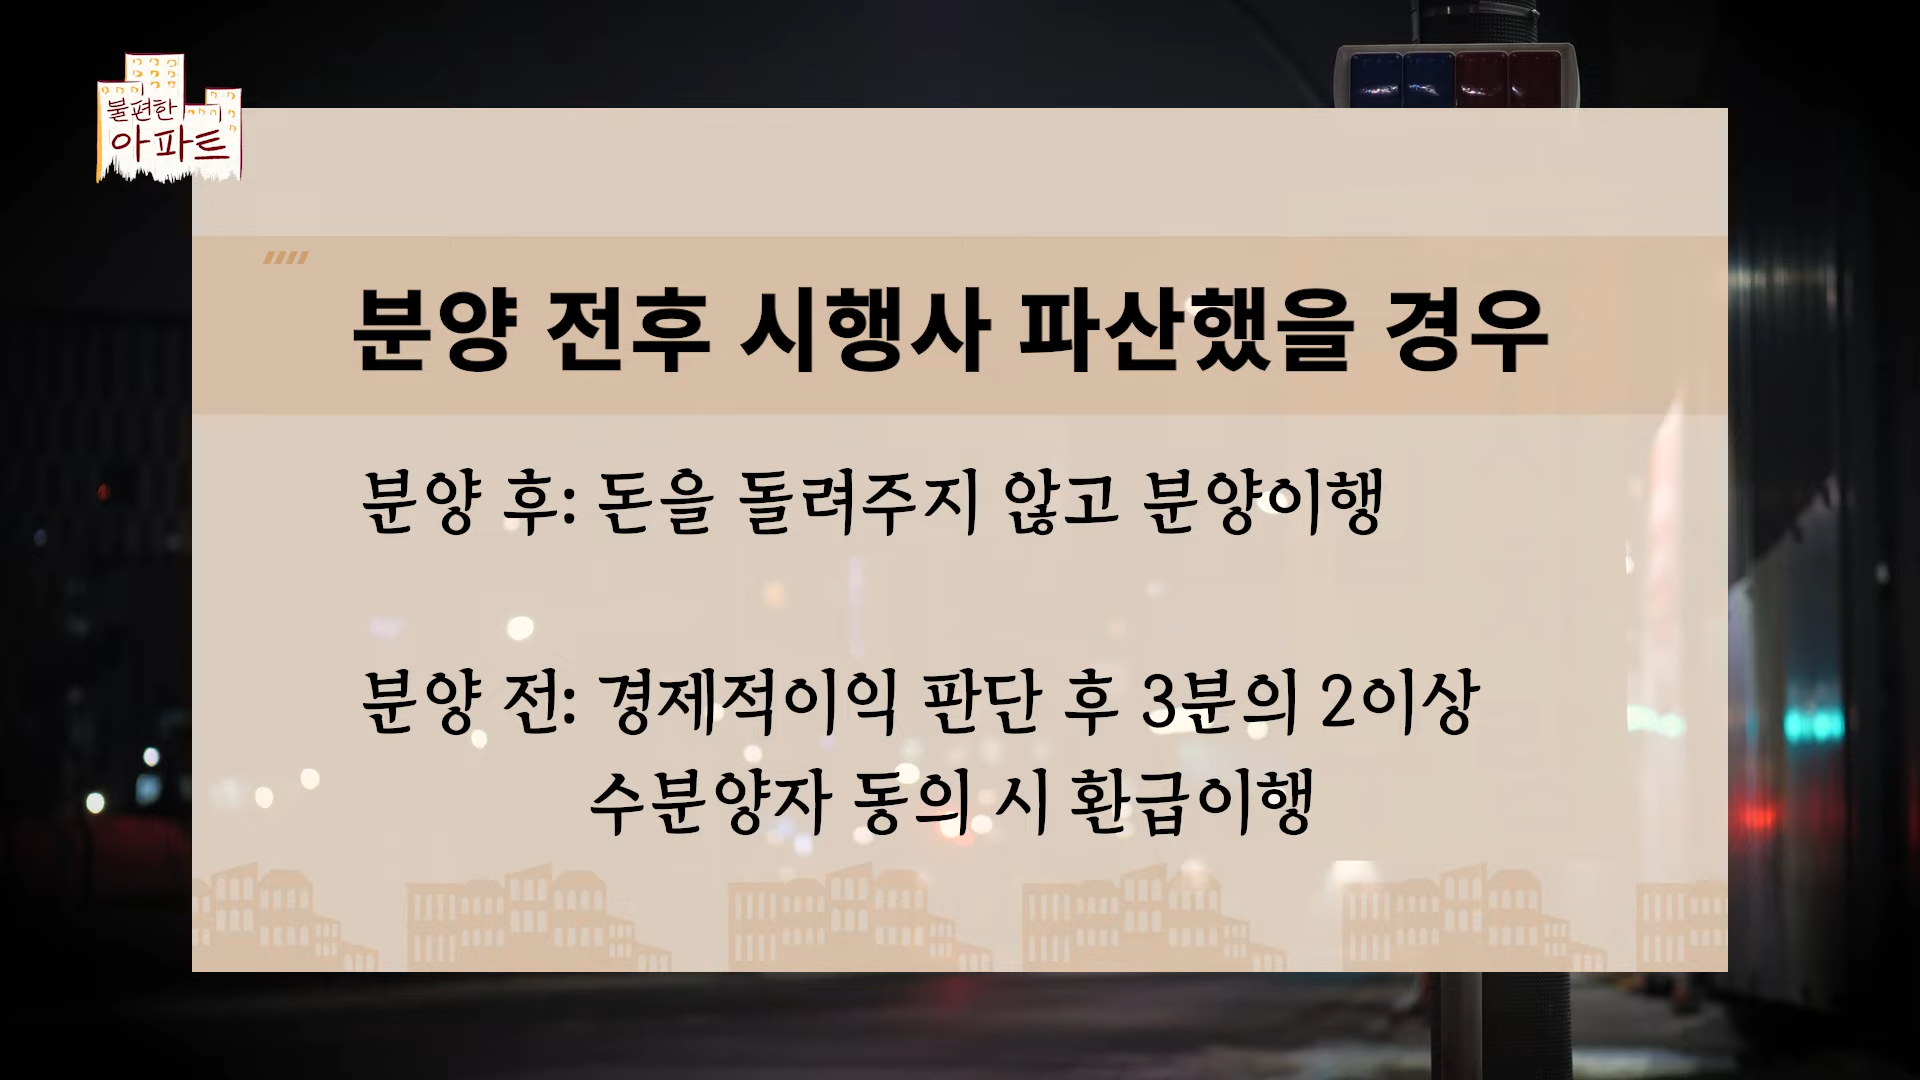 불편한
아파트
분양 전후 시행사 파산했을 경우
분양 후: 돈을 돌려주지 않고 분양이행
분양 전: 경제적이익 판단 후 3분의 2이상
수분양자 동의 시 환급이행